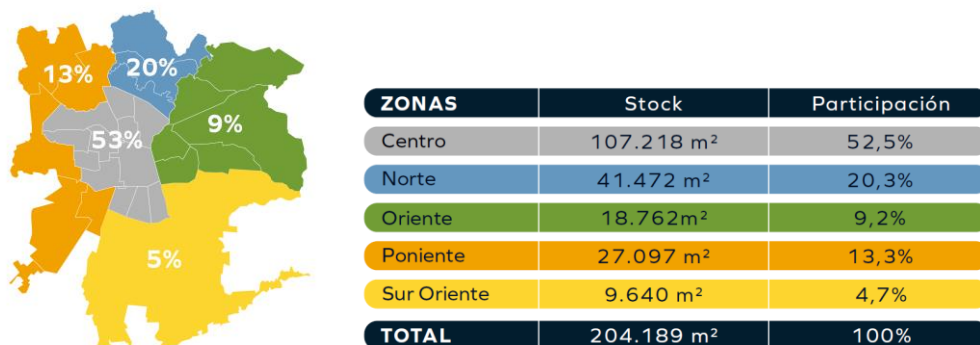 13%
20%
53%
9%
5%
ZONAS Stock Participación
Centro 107.218 m² 52,5%
Norte 41.472 m² 20,3%
Oriente 18.762m² 9,2%
Poniente 27.097 m² 13,3%
Sur Oriente 9.640 m² 4,7%
TOTAL 204.189 m² 100%